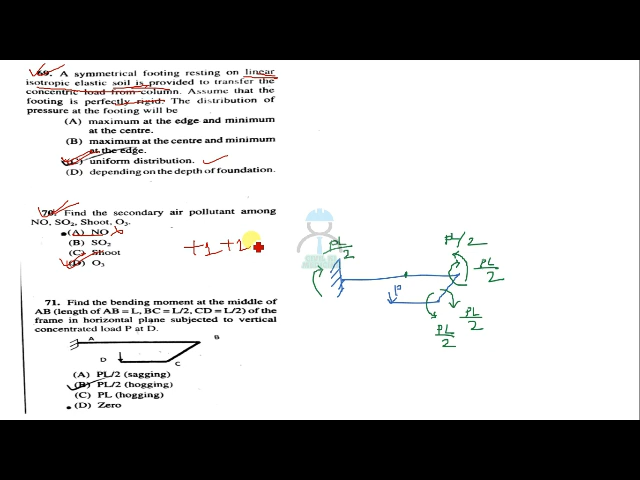 69. A symmetrical footing resting on linear
isotropic elastic soil is provided to transfer the
concentric load from column. Assume that the
footing is perfectly rigid. The distribution of
pressure at the footing will be
(A) maximum at the edge and minimum
at the centre.
(B) maximum at the centre and minimum
at the edge.
(C) uniform distribution.
(D) depending on the depth of foundation.
70. Find the secondary air pollutant among
NO, SO2, Shoot, O3.
(A) NO
(B) SO2
(C) Shoot
(D) O3
+1 +1
71. Find the bending moment at the middle of
AB (length of AB = L, BC = L/2, CD = L/2) of the
frame in horizontal plane subjected to vertical
concentrated load P at D.
A B
D C
(A) PL/2 (sagging)
(B) PL/2 (hogging)
(C) PL (hogging)
(D) Zero
PL/2
PL/2
PL/2
P
PL/2
PL/2